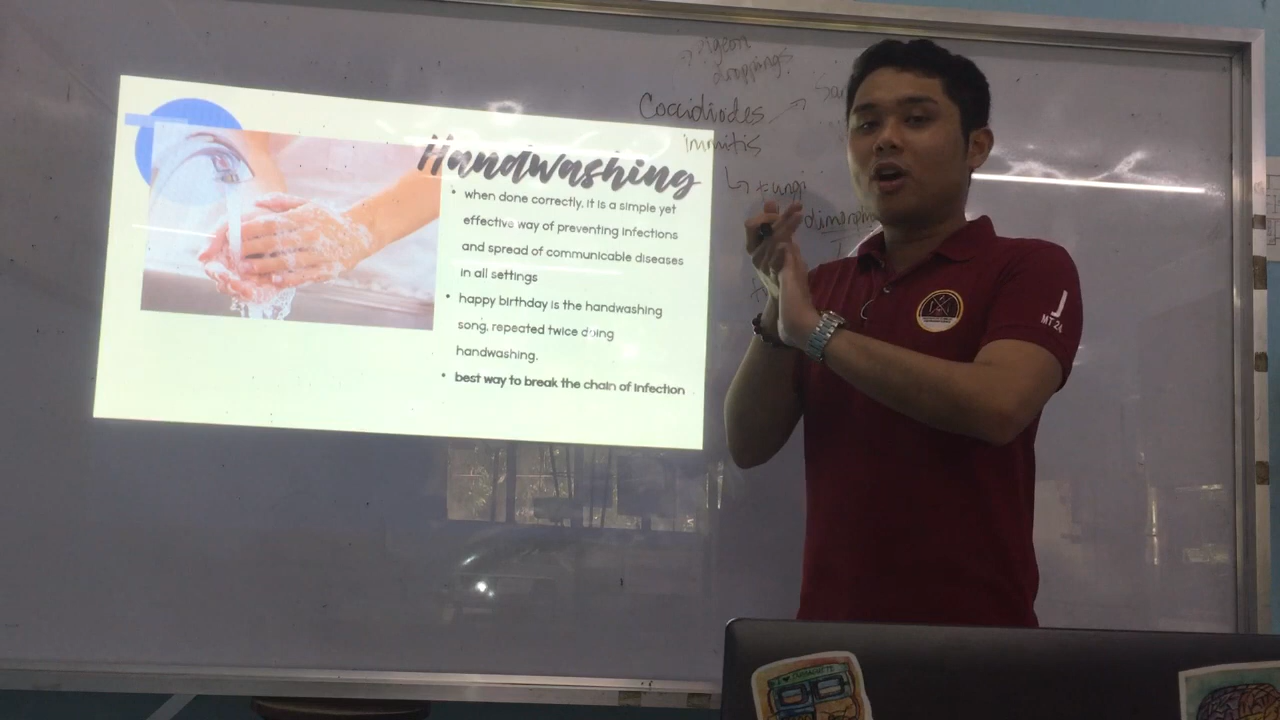 Handwashing
• when done correctly, it is a simple yet
effective way of preventing infections
and spread of communicable diseases
in all settings
• happy birthday is the handwashing
song, repeated twice doing
handwashing.
• best way to break the chain of infection
pigeon
droppings
Coccidioides
immitis
fungi
dimorphic
J
MT 24